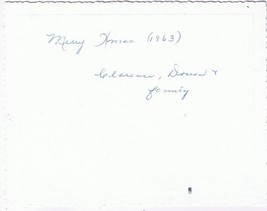 Merry Xmas (1963)
Clarence, Donna +
family